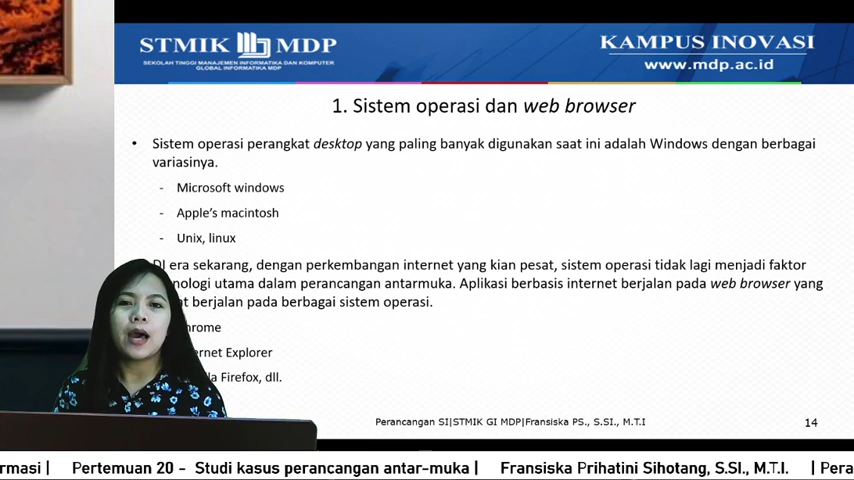 STMIK MDP
SEKOLAH TINGGI MANAJEMEN INFORMATIKA DAN KOMPUTER
GLOBAL INFORMATIKA MDP
KAMPUS INOVASI
www.mdp.ac.id
1. Sistem operasi dan web browser
• Sistem operasi perangkat desktop yang paling banyak digunakan saat ini adalah Windows dengan berbagai
variasinya.
- Microsoft windows
- Apple's macintosh
- Unix, linux
DI era sekarang, dengan perkembangan internet yang kian pesat, sistem operasi tidak lagi menjadi faktor
utama dalam perancangan antarmuka. Aplikasi berbasis internet berjalan pada web browser yang
berjalan pada berbagai sistem operasi.
Explorer
Firefox, dll.
Perancangan SI|STMIK GI MDP|Fransiska PS., S.SI., M.T.I
14
rmasi | Pertemuan 20 - Studi kasus perancangan antar-muka | Fransiska Prihatini Sihotang, S.SI., M.T.I. | Pera